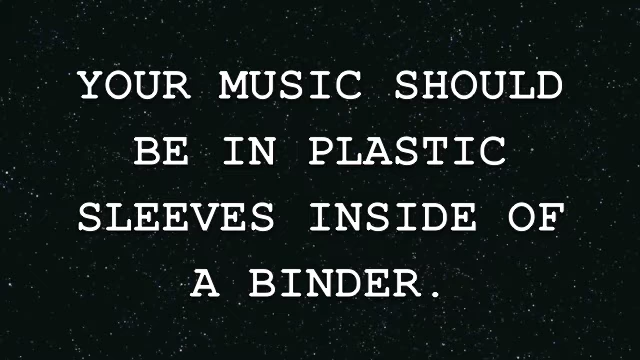 YOUR MUSIC SHOULD
BE IN PLASTIC
SLEEVES INSIDE OF
A BINDER.